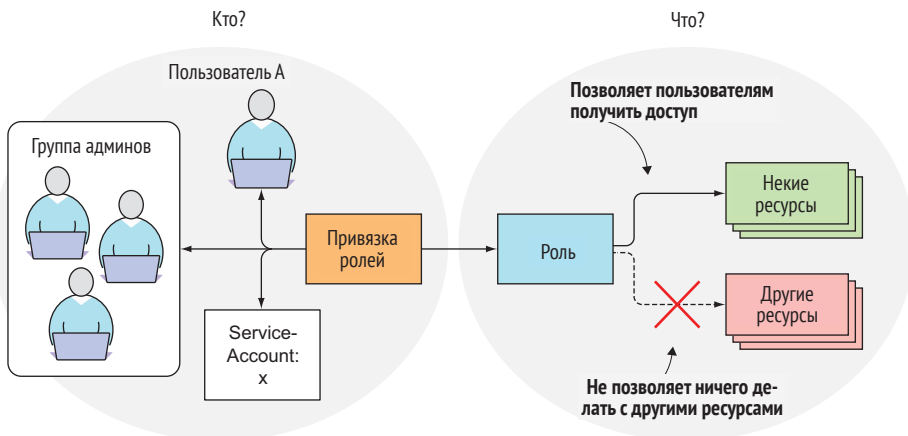 Кто?
Что?
Пользователь А
Позволяет пользователям
получить доступ
Группа админов
Некие
ресурсы
Привязка
ролей
Роль
Другие
ресурсы
Service-
Account:
x
Не позволяет ничего де-
лать с другими ресурсами